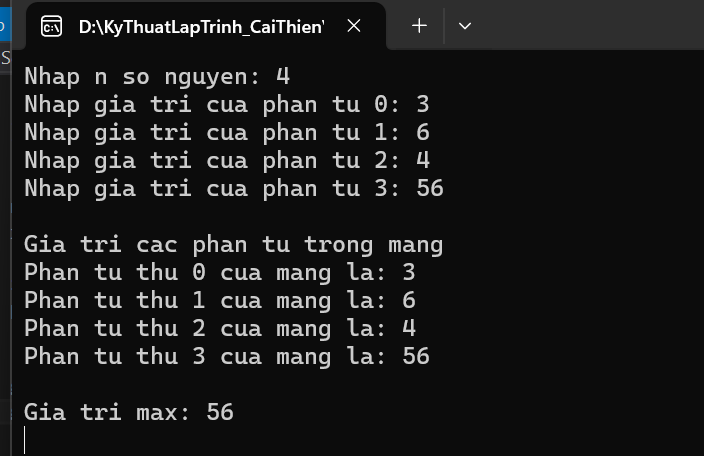 D:\KyThuatLapTrinh_CaiThien\
Nhap n so nguyen: 4
Nhap gia tri cua phan tu 0: 3
Nhap gia tri cua phan tu 1: 6
Nhap gia tri cua phan tu 2: 4
Nhap gia tri cua phan tu 3: 56
Gia tri cac phan tu trong mang
Phan tu thu 0 cua mang la: 3
Phan tu thu 1 cua mang la: 6
Phan tu thu 2 cua mang la: 4
Phan tu thu 3 cua mang la: 56
Gia tri max: 56